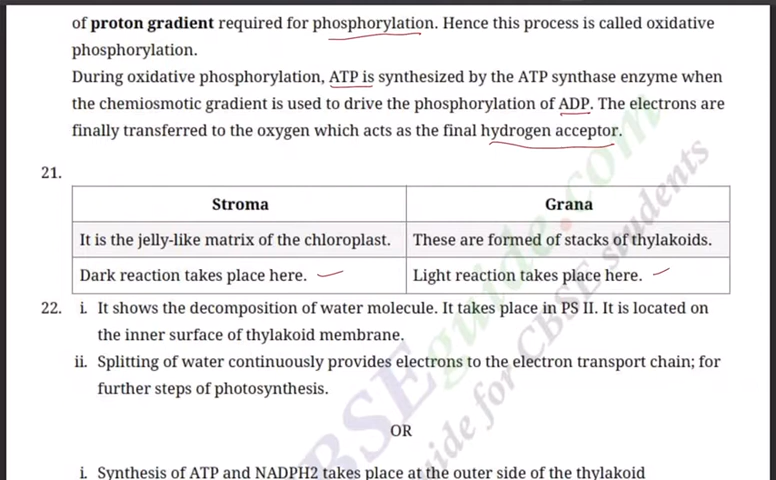 of proton gradient required for phosphorylation. Hence this process is called oxidative
phosphorylation.
During oxidative phosphorylation, ATP is synthesized by the ATP synthase enzyme when
the chemiosmotic gradient is used to drive the phosphorylation of ADP. The electrons are
finally transferred to the oxygen which acts as the final hydrogen acceptor.
21.
Stroma Grana
It is the jelly-like matrix of the chloroplast. These are formed of stacks of thylakoids.
Dark reaction takes place here. Light reaction takes place here.
22. i. It shows the decomposition of water molecule. It takes place in PS II. It is located on
the inner surface of thylakoid membrane.
ii. Splitting of water continuously provides electrons to the electron transport chain; for
further steps of photosynthesis.
OR
i. Synthesis of ATP and NADPH2 takes place at the outer side of the thylakoid
BSEguide.com
uide for CBSE students